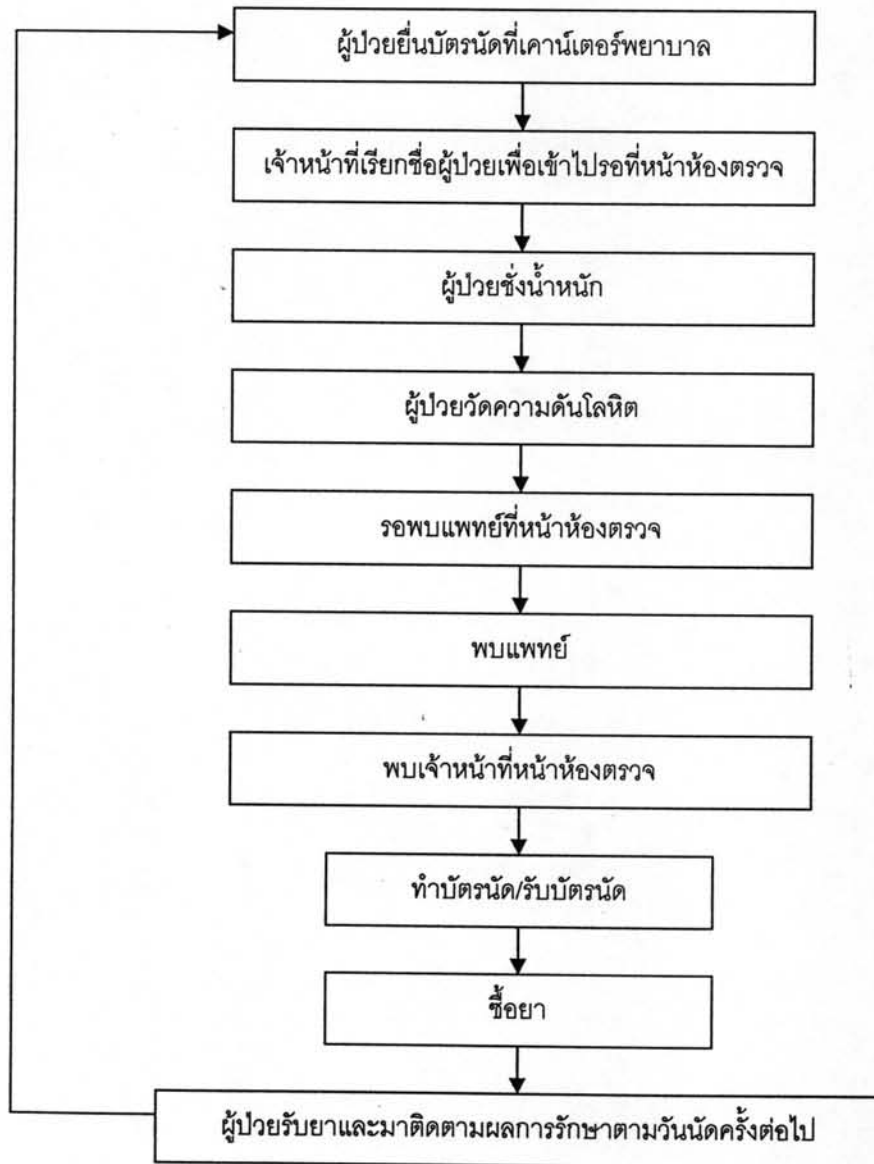 ผู้ป่วยยื่นบัตรนัดที่เคาน์เตอร์พยาบาล
เจ้าหน้าที่เรียกชื่อผู้ป่วยเพื่อเข้าไปรอที่หน้าห้องตรวจ
ผู้ป่วยชั่งน้ำหนัก
ผู้ป่วยวัดความดันโลหิต
รอพบแพทย์ที่หน้าห้องตรวจ
พบแพทย์
พบเจ้าหน้าที่หน้าห้องตรวจ
ทำบัตรนัด/รับบัตรนัด
ซื้อยา
ผู้ป่วยรับยาและมาติดตามผลการรักษาตามวันนัดครั้งต่อไป